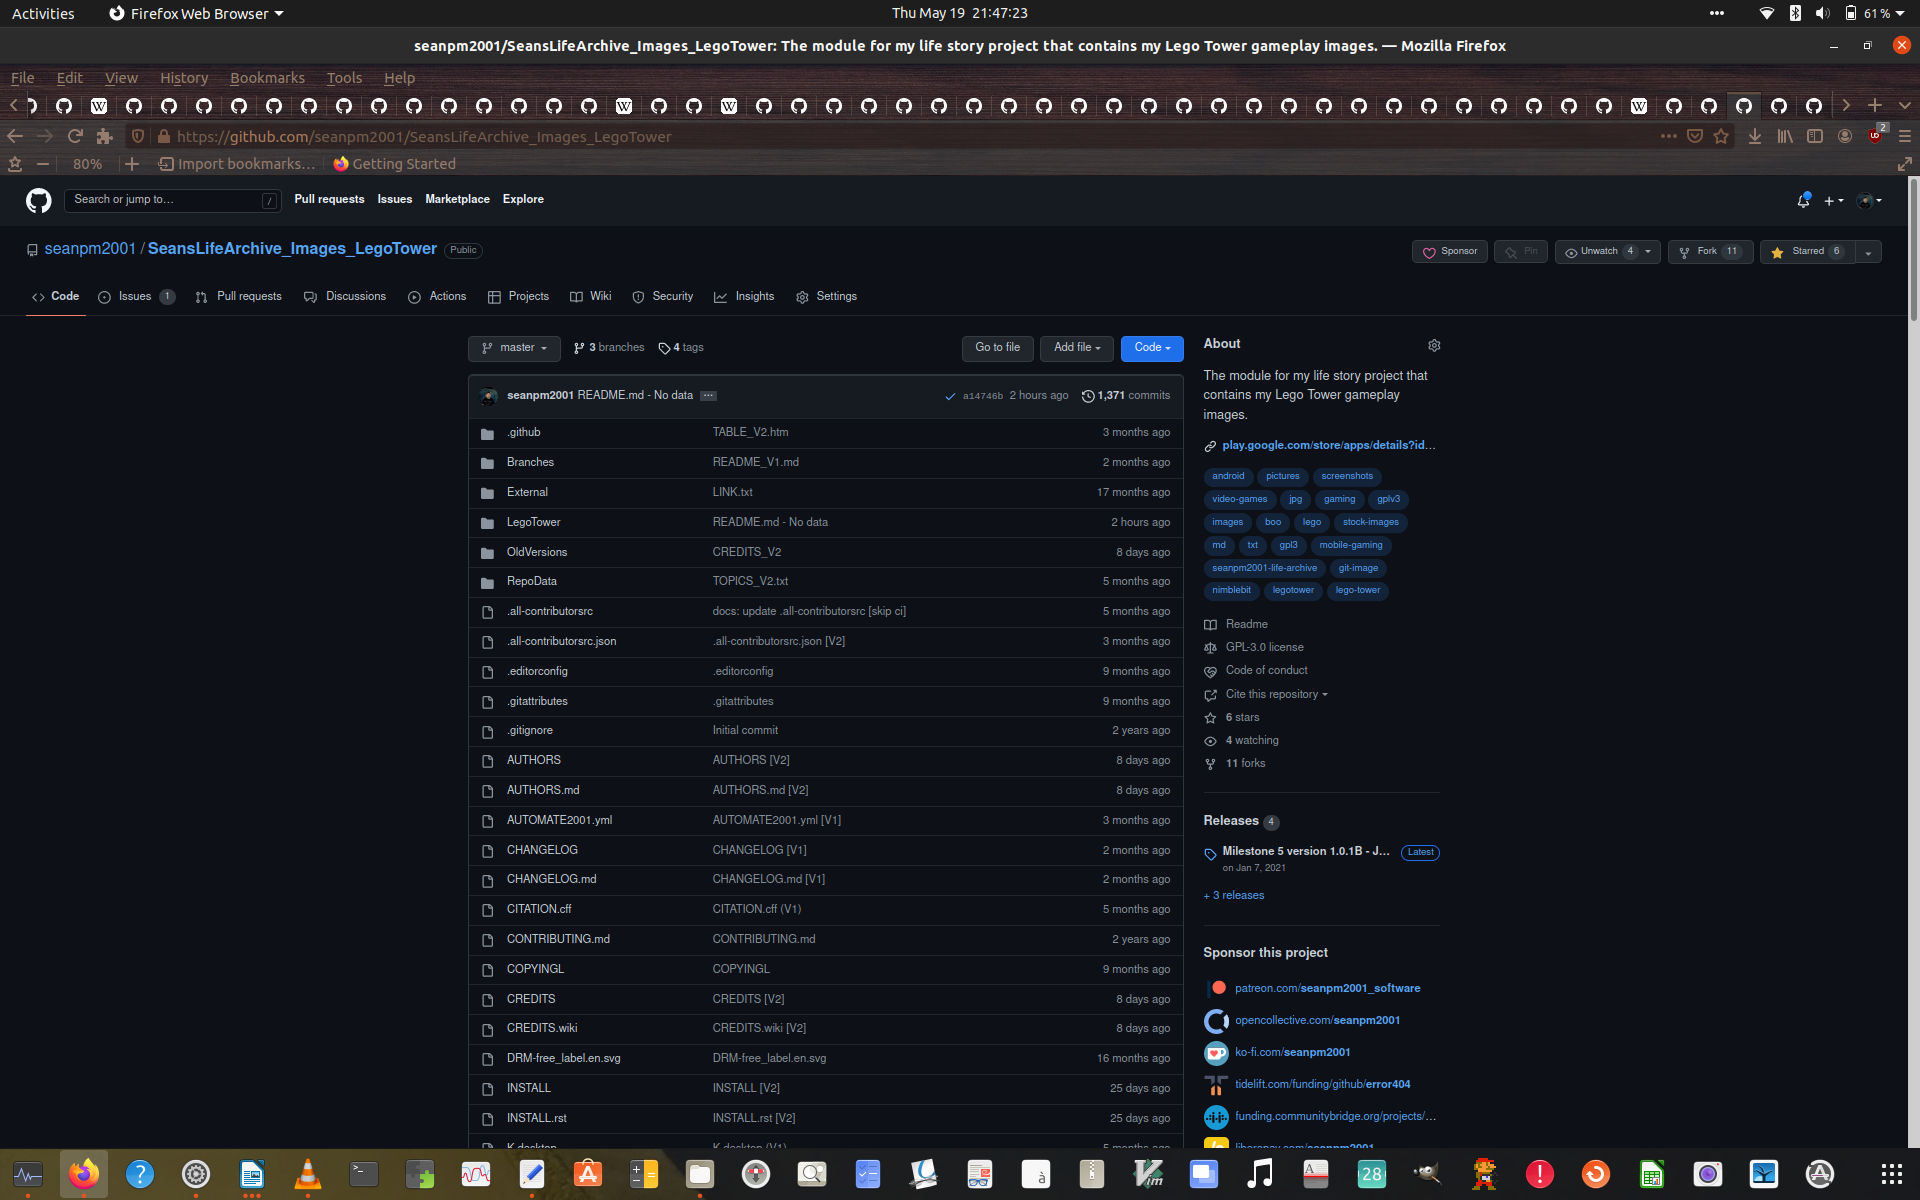 Activities Firefox Web Browser Thu May 19 21:47:23 61 %
seanpm2001/SeansLifeArchive_Images_LegoTower: The module for my life story project that contains my Lego Tower gameplay images. — Mozilla Firefox
File Edit View History Bookmarks Tools Help
https://github.com/seanpm2001/SeansLifeArchive_Images_LegoTower 2
80% Import bookmarks... Getting Started
Search or jump to... / Pull requests Issues Marketplace Explore
seanpm2001 / SeansLifeArchive_Images_LegoTower Public Sponsor Pin Unwatch 4 Fork 11 Starred 6
Code Issues 1 Pull requests Discussions Actions Projects Wiki Security Insights Settings
master 3 branches 4 tags Go to file Add file Code
seanpm2001 README.md - No data ... a14746b 2 hours ago 1,371 commits
.github TABLE_V2.htm 3 months ago
Branches README_V1.md 2 months ago
External LINK.txt 17 months ago
LegoTower README.md - No data 2 hours ago
OldVersions CREDITS_V2 8 days ago
RepoData TOPICS_V2.txt 5 months ago
.all-contributorsrc docs: update .all-contributorsrc [skip ci] 5 months ago
.all-contributorsrc.json .all-contributorsrc.json [V2] 3 months ago
.editorconfig .editorconfig 9 months ago
.gitattributes .gitattributes 9 months ago
.gitignore Initial commit 2 years ago
AUTHORS AUTHORS [V2] 8 days ago
AUTHORS.md AUTHORS.md [V2] 8 days ago
AUTOMATE2001.yml AUTOMATE2001.yml [V1] 3 months ago
CHANGELOG CHANGELOG [V1] 2 months ago
CHANGELOG.md CHANGELOG.md [V1] 2 months ago
CITATION.cff CITATION.cff (V1) 5 months ago
CONTRIBUTING.md CONTRIBUTING.md 2 years ago
COPYINGL COPYINGL 9 months ago
CREDITS CREDITS [V2] 8 days ago
CREDITS.wiki CREDITS.wiki [V2] 8 days ago
DRM-free_label.en.svg DRM-free_label.en.svg 16 months ago
INSTALL INSTALL [V2] 25 days ago
INSTALL.rst INSTALL.rst [V2] 25 days ago
K.desktop K.desktop (V1) 5 months ago
About
The module for my life story project that
contains my Lego Tower gameplay
images.
play.google.com/store/apps/details?id...
android pictures screenshots
video-games jpg gaming gplv3
images boo lego stock-images
md txt gpl3 mobile-gaming
seanpm2001-life-archive git-image
nimblebit legotower lego-tower
Readme
GPL-3.0 license
Code of conduct
Cite this repository
6 stars
4 watching
11 forks
Releases 4
Milestone 5 version 1.0.1B - J... Latest
on Jan 7, 2021
+ 3 releases
Sponsor this project
patreon.com/seanpm2001_software
opencollective.com/seanpm2001
ko-fi.com/seanpm2001
tidelift.com/funding/github/error404
funding.communitybridge.org/projects/...
liberapay.com/seanpm2001
28